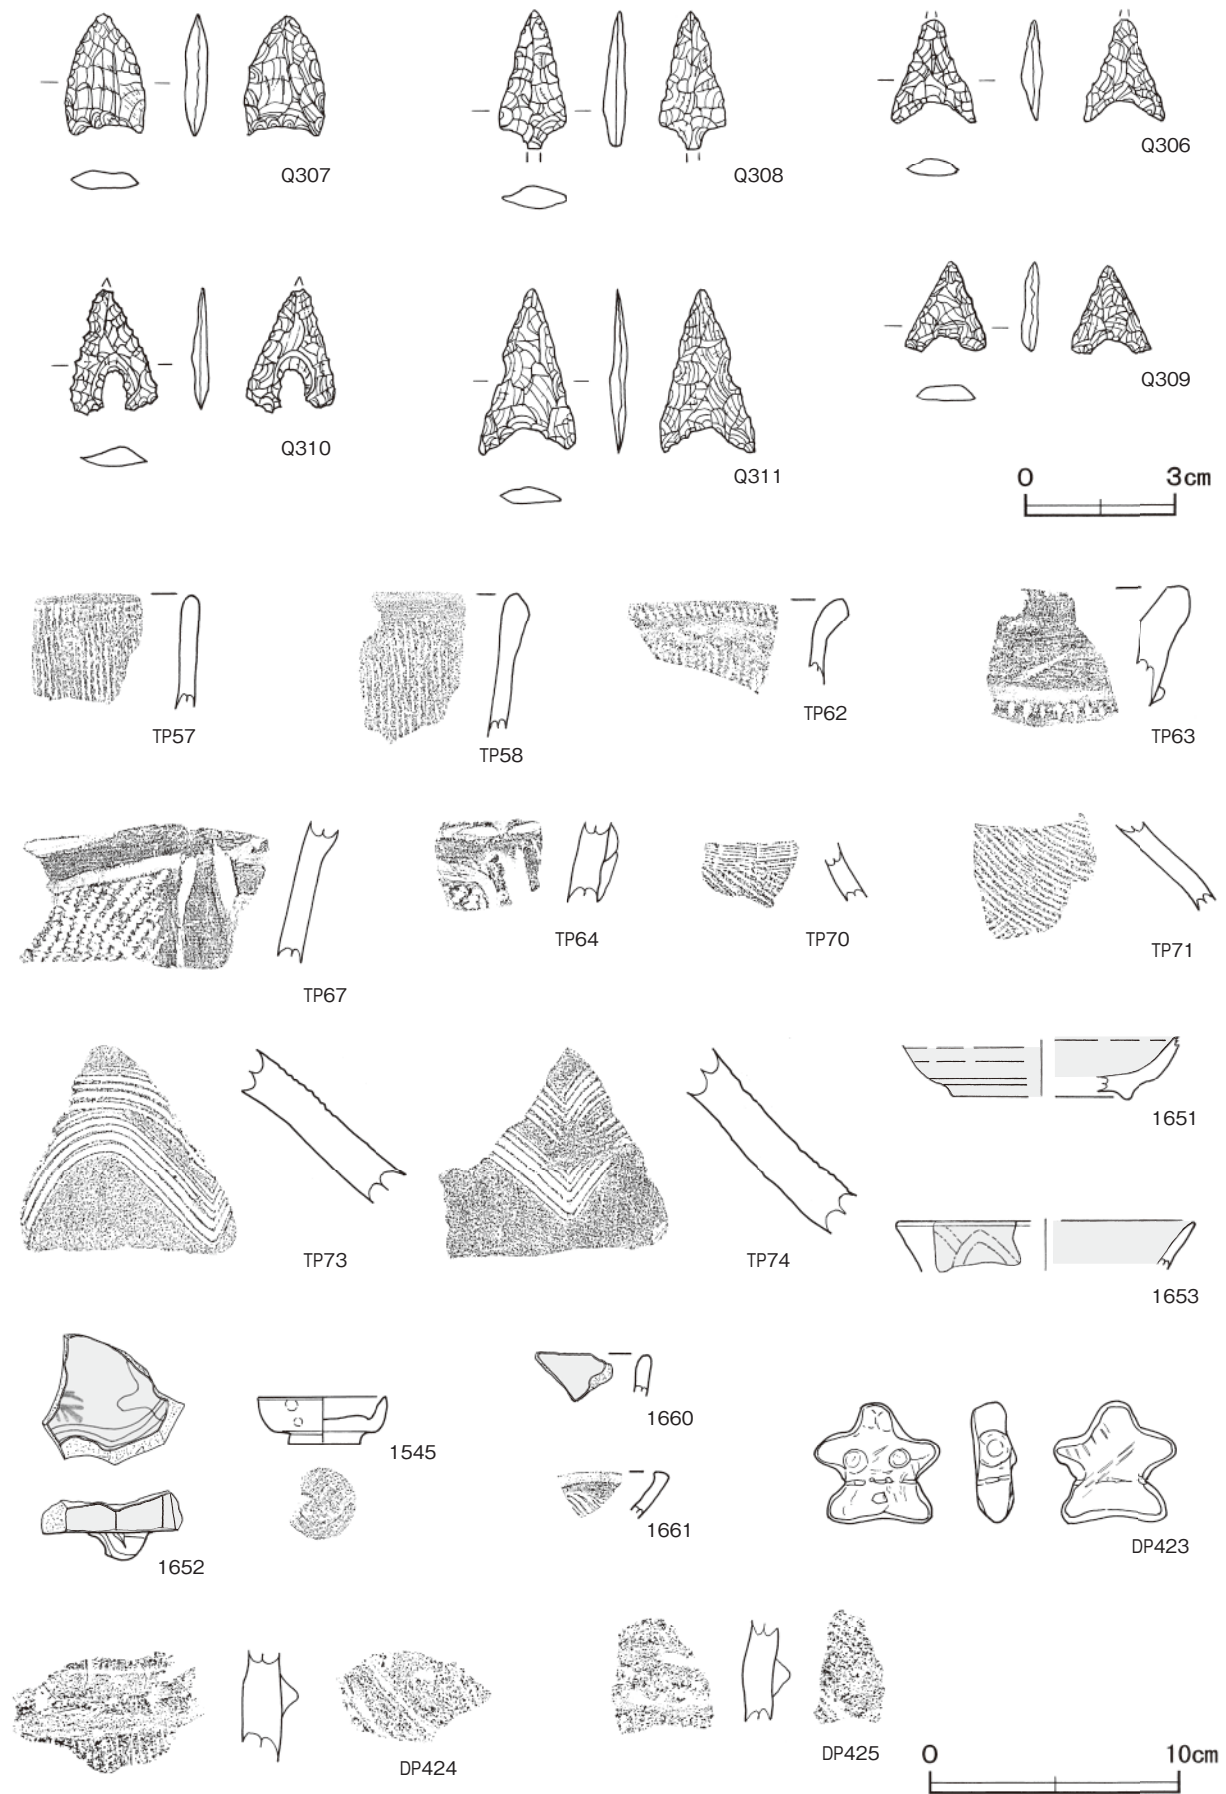 Q307
Q308
Q306
Q310
Q311
Q309
0 3cm
TP57
TP58
TP62
TP63
TP67
TP64
TP70
TP71
TP73
TP74
1651
1653
1652
1545
1660
1661
DP423
DP424
DP425
0 10cm